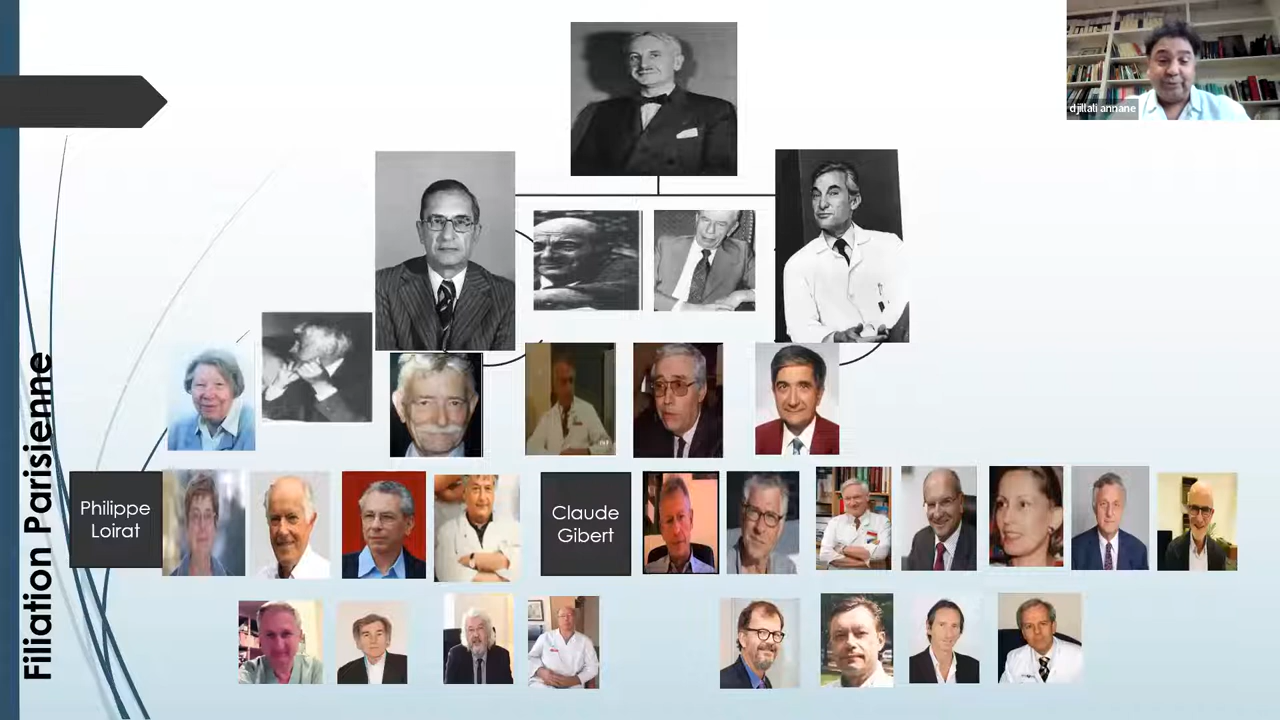 djillali annane
Filiation Parisienne
Philippe
Loirat
Claude
Gibert